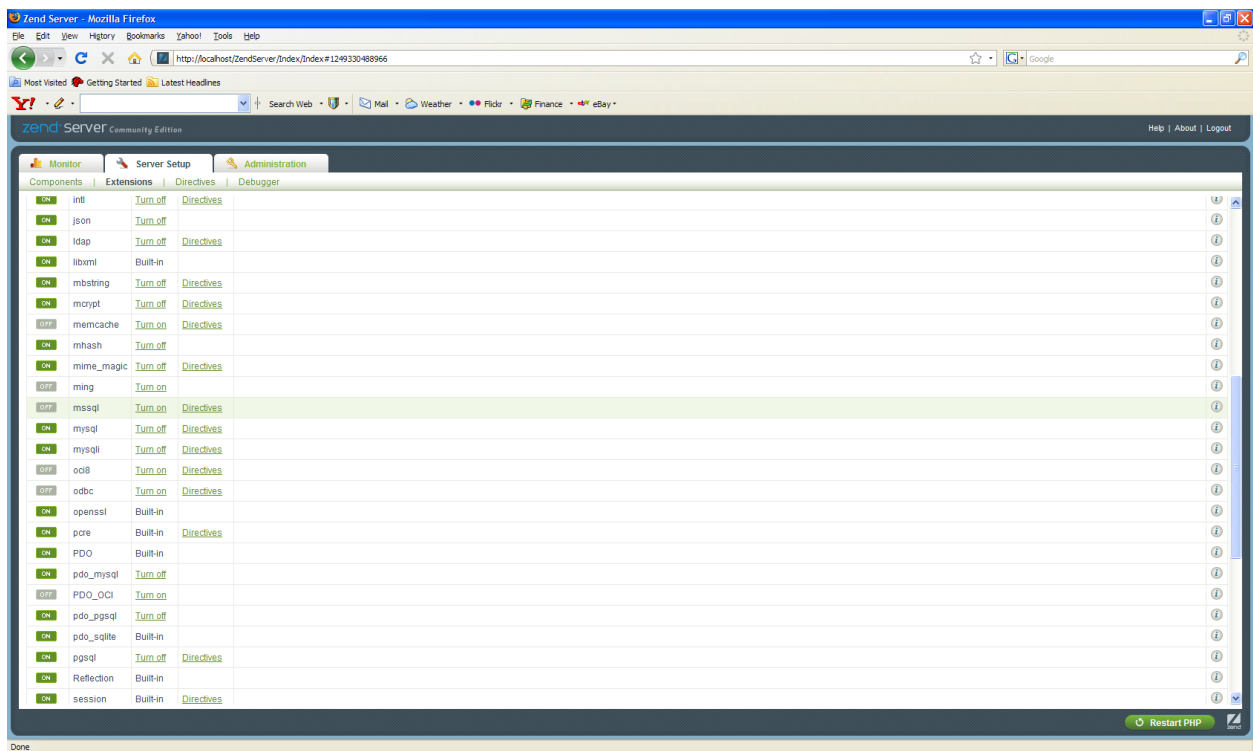 Zend Server - Mozilla Firefox
File Edit View History Bookmarks Yahoo! Tools Help
http://localhost/ZendServer/Index/Index#1249330488966 Google
Most Visited Getting Started Latest Headlines
Y! Search Web Mail Weather Flickr Finance eBay
zend Server Community Edition Help | About | Logout
Monitor Server Setup Administration
Components | Extensions | Directives | Debugger
ON intl Turn off Directives
ON json Turn off
ON ldap Turn off Directives
ON libxml Built-in
ON mbstring Turn off Directives
ON mcrypt Turn off Directives
OFF memcache Turn on Directives
ON mhash Turn off
ON mime_magic Turn off Directives
OFF ming Turn on
OFF mssql Turn on Directives
ON mysql Turn off Directives
ON mysqli Turn off Directives
OFF oci8 Turn on Directives
OFF odbc Turn on Directives
ON openssl Built-in
ON pcre Built-in Directives
ON PDO Built-in
ON pdo_mysql Turn off
OFF PDO_OCI Turn on
ON pdo_pgsql Turn off
ON pdo_sqlite Built-in
ON pgsql Turn off Directives
ON Reflection Built-in
ON session Built-in Directives
Restart PHP zend
Done